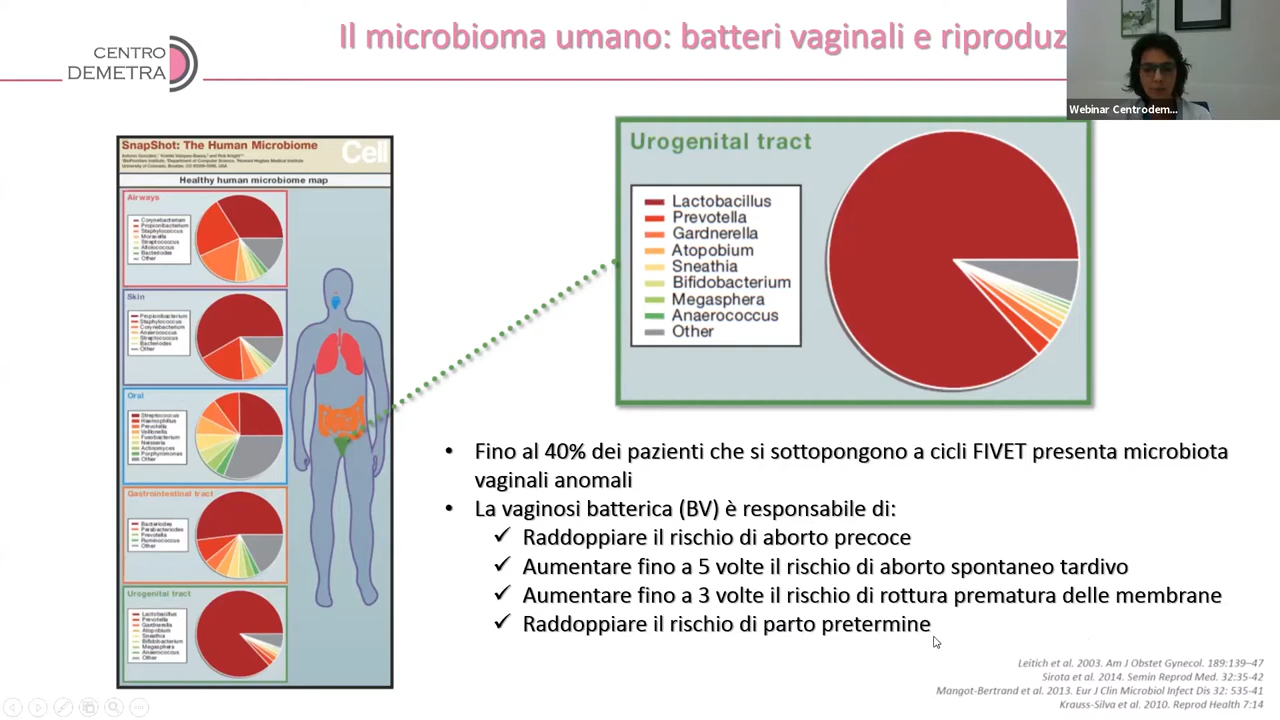 Il microbioma umano: batteri vaginali e riproduz
CENTRO
DEMETRA
Webinar Centrodem...
SnapShot: The Human Microbiome
Cell
Healthy human microbiome map
Airways
Corynebacterium
Propionibacterium
Staphylococcus
Moraxella
Streptococcus
Bacteriodes
Other
Skin
Propionibacterium
Staphylococcus
Corynebacterium
Anaerococcus
Streptococcus
Bacteriodes
Other
Oral
Streptococcus
Haemophilus
Prevotella
Veillonella
Fusobacterium
Neisseria
Actinomyces
Porphyromonas
Other
Gastrointestinal tract
Bacteriodes
Parabacteriodes
Prevotella
Ruminococcus
Other
Urogenital tract
Lactobacillus
Prevotella
Gardnerella
Atopobium
Sneathia
Bifidobacterium
Megasphera
Anaerococcus
Other
Urogenital tract
Lactobacillus
Prevotella
Gardnerella
Atopobium
Sneathia
Bifidobacterium
Megasphera
Anaerococcus
Other
• Fino al 40% dei pazienti che si sottopongono a cicli FIVET presenta microbiota
vaginali anomali
• La vaginosi batterica (BV) è responsabile di:
✓ Raddoppiare il rischio di aborto precoce
✓ Aumentare fino a 5 volte il rischio di aborto spontaneo tardivo
✓ Aumentare fino a 3 volte il rischio di rottura prematura delle membrane
✓ Raddoppiare il rischio di parto pretermine
Leitich et al. 2003. Am J Obstet Gynecol. 189:139–47
Sirota et al. 2014. Semin Reprod Med. 32:35-42
Mangot-Bertrand et al. 2013. Eur J Clin Microbiol Infect Dis 32: 535-41
Krauss-Silva et al. 2010. Reprod Health 7:14